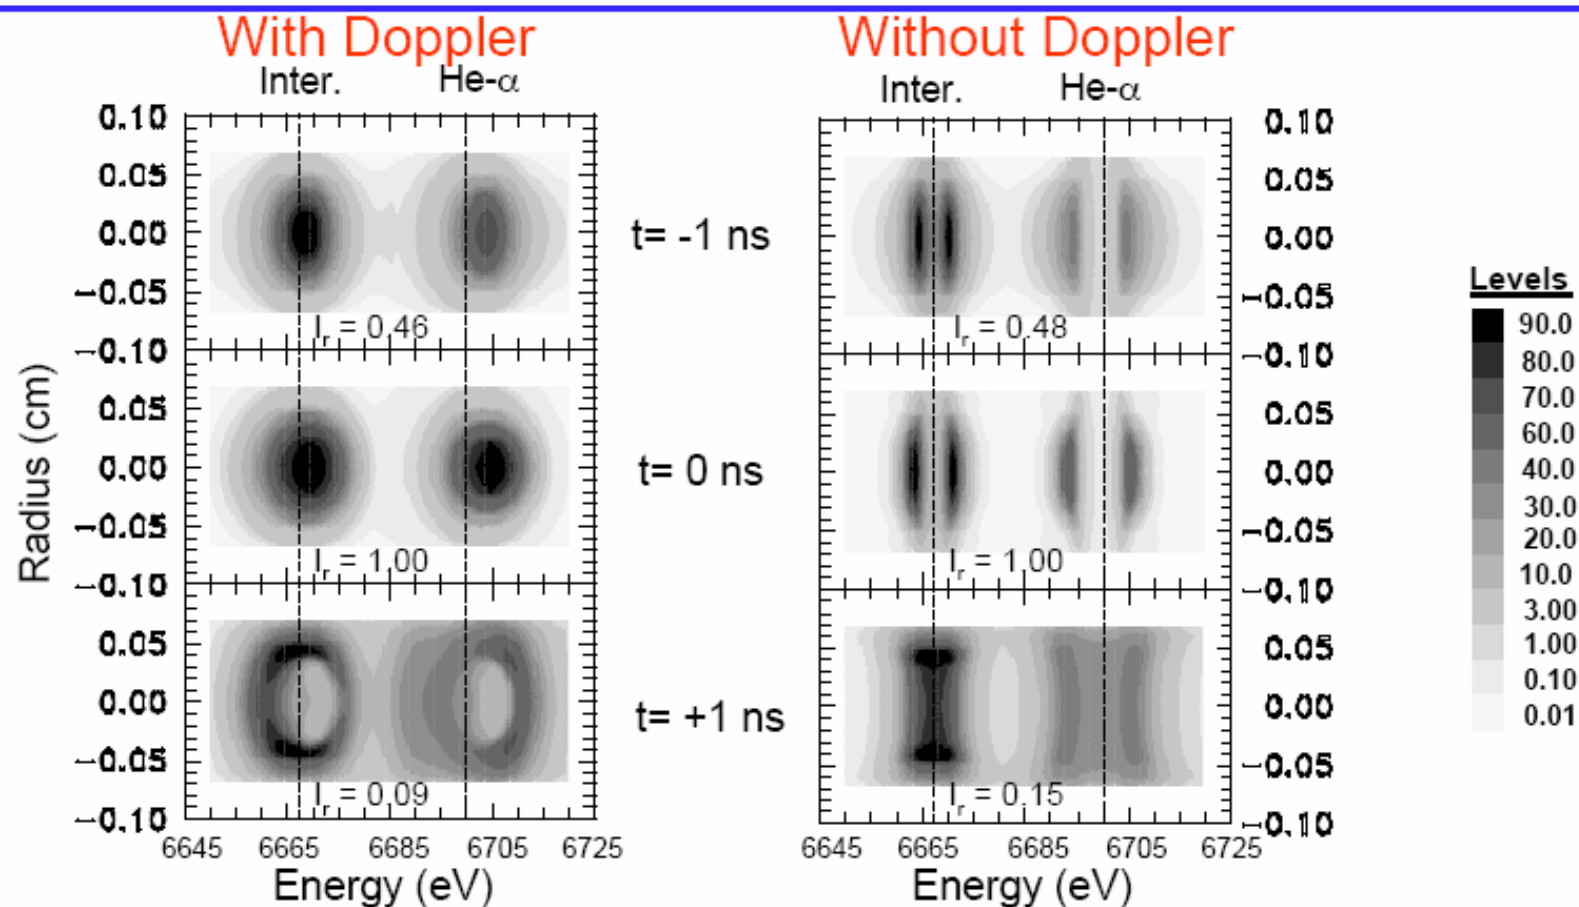 With Doppler
Without Doppler
Inter. He-α
Inter. He-α
0.10
0.05
0.00
-0.05
-0.10
0.05
0.00
-0.05
-0.10
0.05
0.00
-0.05
-0.10
Radius (cm)
I_r = 0.46
I_r = 1.00
I_r = 0.09
6645 6665 6685 6705 6725
Energy (eV)
t= -1 ns
t= 0 ns
t= +1 ns
I_r = 0.48
I_r = 1.00
I_r = 0.15
6645 6665 6685 6705 6725
Energy (eV)
0.10
0.05
0.00
-0.05
-0.10
0.05
0.00
-0.05
-0.10
0.05
0.00
-0.05
-0.10
Levels
90.0
80.0
70.0
60.0
40.0
30.0
20.0
10.0
3.00
1.00
0.10
0.01